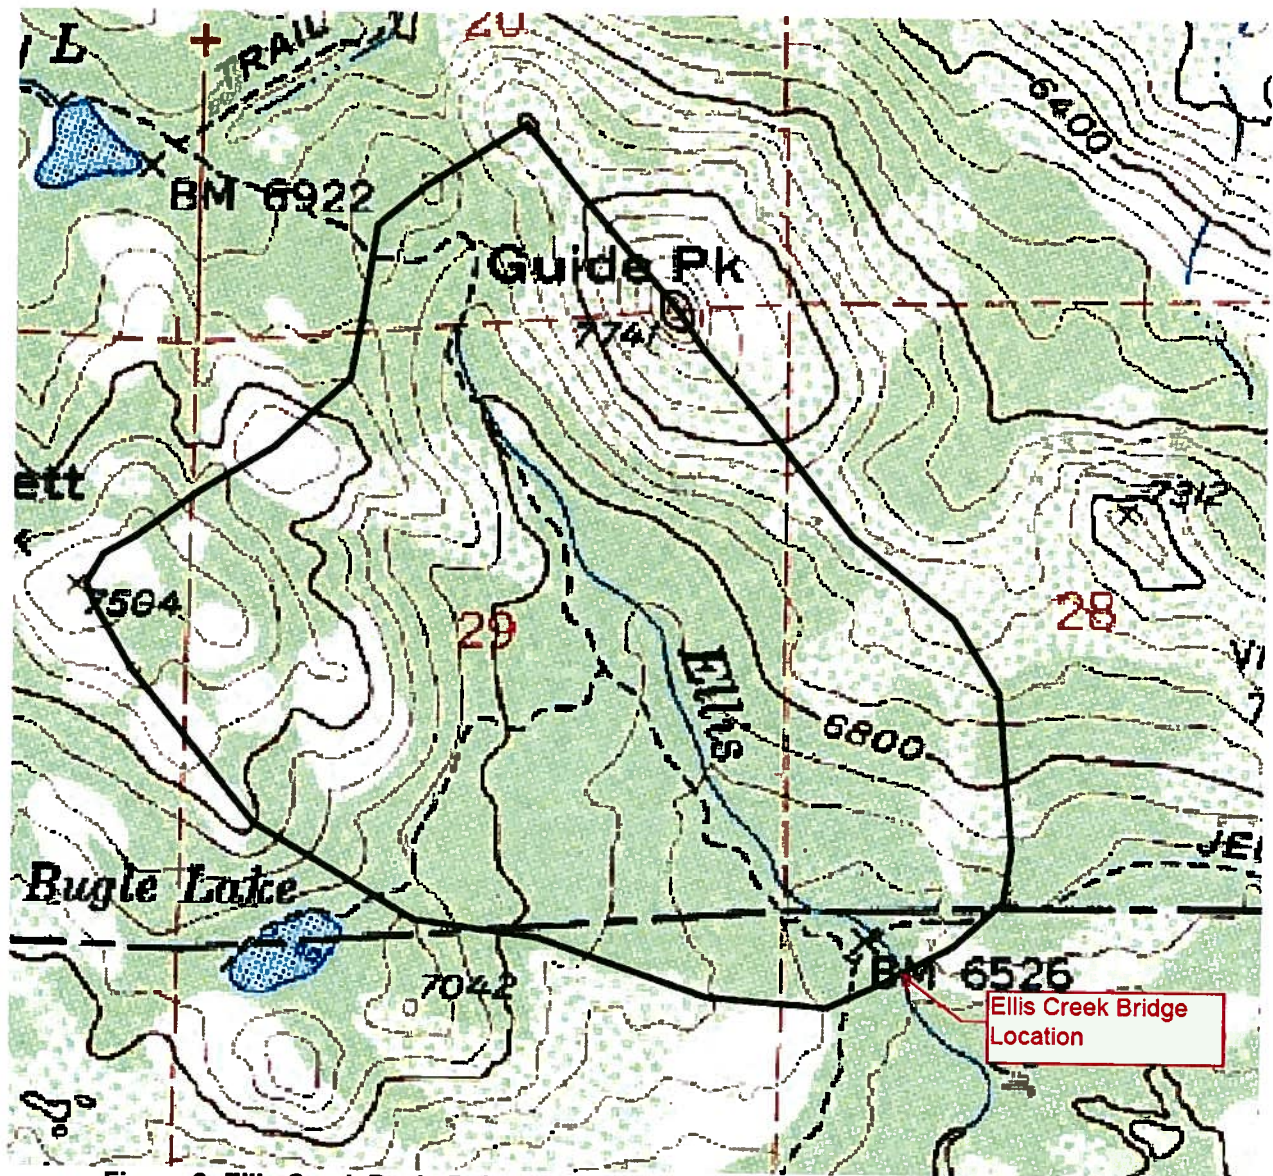 L
TRAIL
20
6400
BM 6922
Guide Pk
7741
ett
7312
7504
29
28
Ellis
6800
JE
Bugle Lake
7042
BM 6526
Ellis Creek Bridge
Location